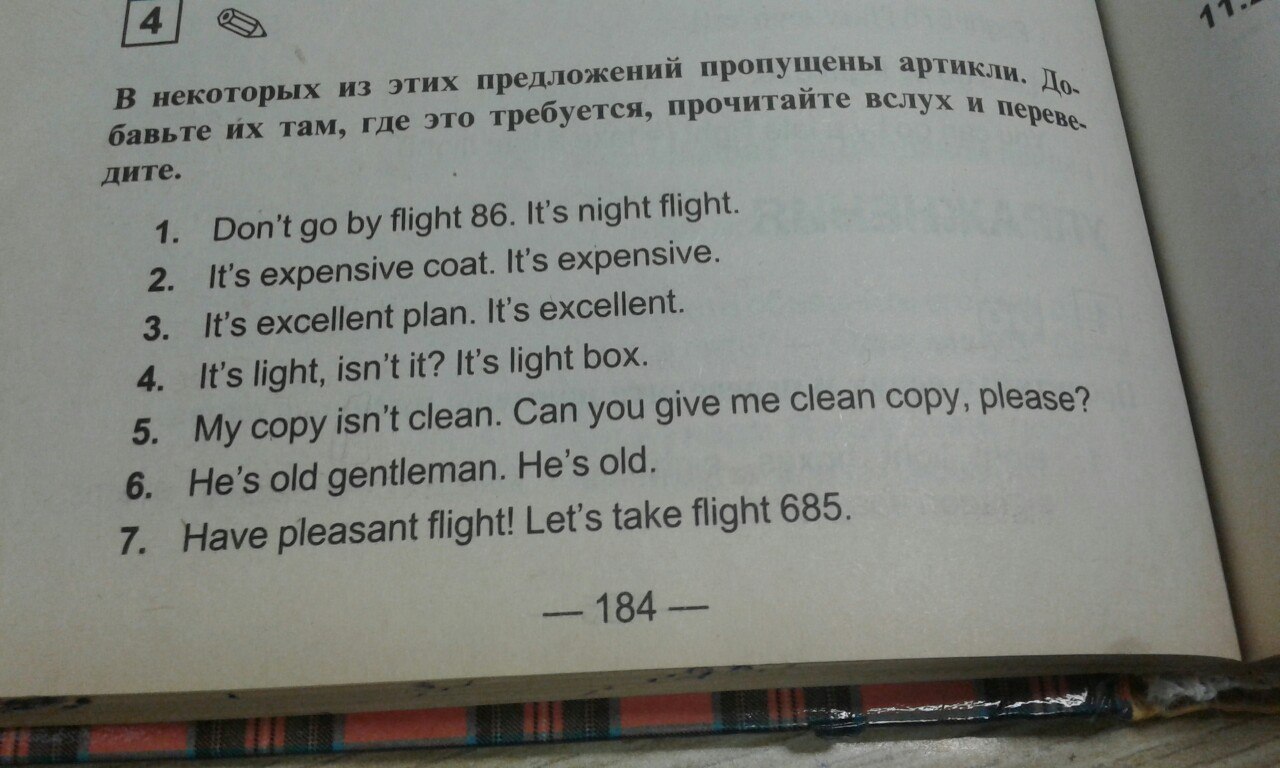 4
11.
В некоторых из этих предложений пропущены артикли. До-
бавьте их там, где это требуется, прочитайте вслух и переве-
дите.
1. Don't go by flight 86. It's night flight.
2. It's expensive coat. It's expensive.
3. It's excellent plan. It's excellent.
4. It's light, isn't it? It's light box.
5. My copy isn't clean. Can you give me clean copy, please?
6. He's old gentleman. He's old.
7. Have pleasant flight! Let's take flight 685.
— 184 —